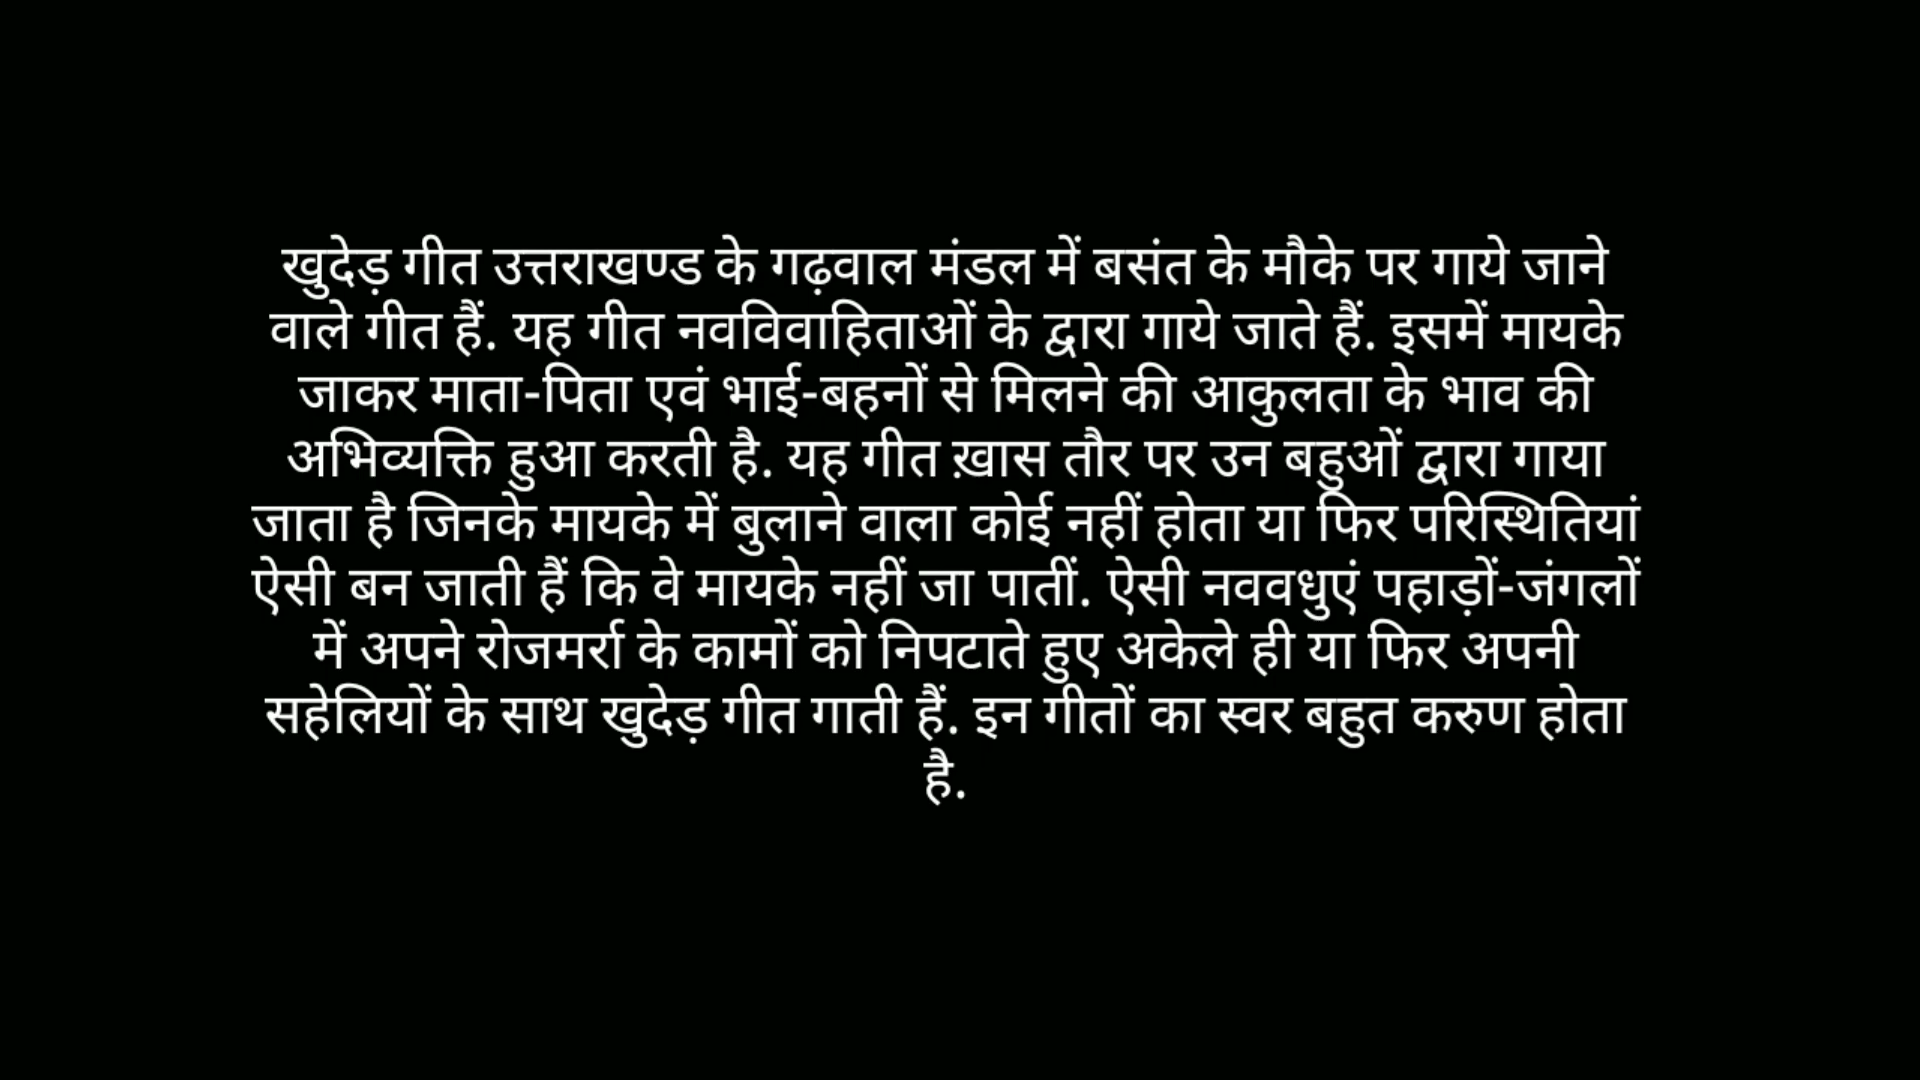 खुदेड़ गीत उत्तराखण्ड के गढ़वाल मंडल में बसंत के मौके पर गाये जाने
वाले गीत हैं. यह गीत नवविवाहिताओं के द्वारा गाये जाते हैं. इसमें मायके
जाकर माता-पिता एवं भाई-बहनों से मिलने की आकुलता के भाव की
अभिव्यक्ति हुआ करती है. यह गीत ख़ास तौर पर उन बहुओं द्वारा गाया
जाता है जिनके मायके में बुलाने वाला कोई नहीं होता या फिर परिस्थितियां
ऐसी बन जाती हैं कि वे मायके नहीं जा पातीं. ऐसी नववधुएं पहाड़ों-जंगलों
में अपने रोजमर्रा के कामों को निपटाते हुए अकेले ही या फिर अपनी
सहेलियों के साथ खुदेड़ गीत गाती हैं. इन गीतों का स्वर बहुत करुण होता
है.